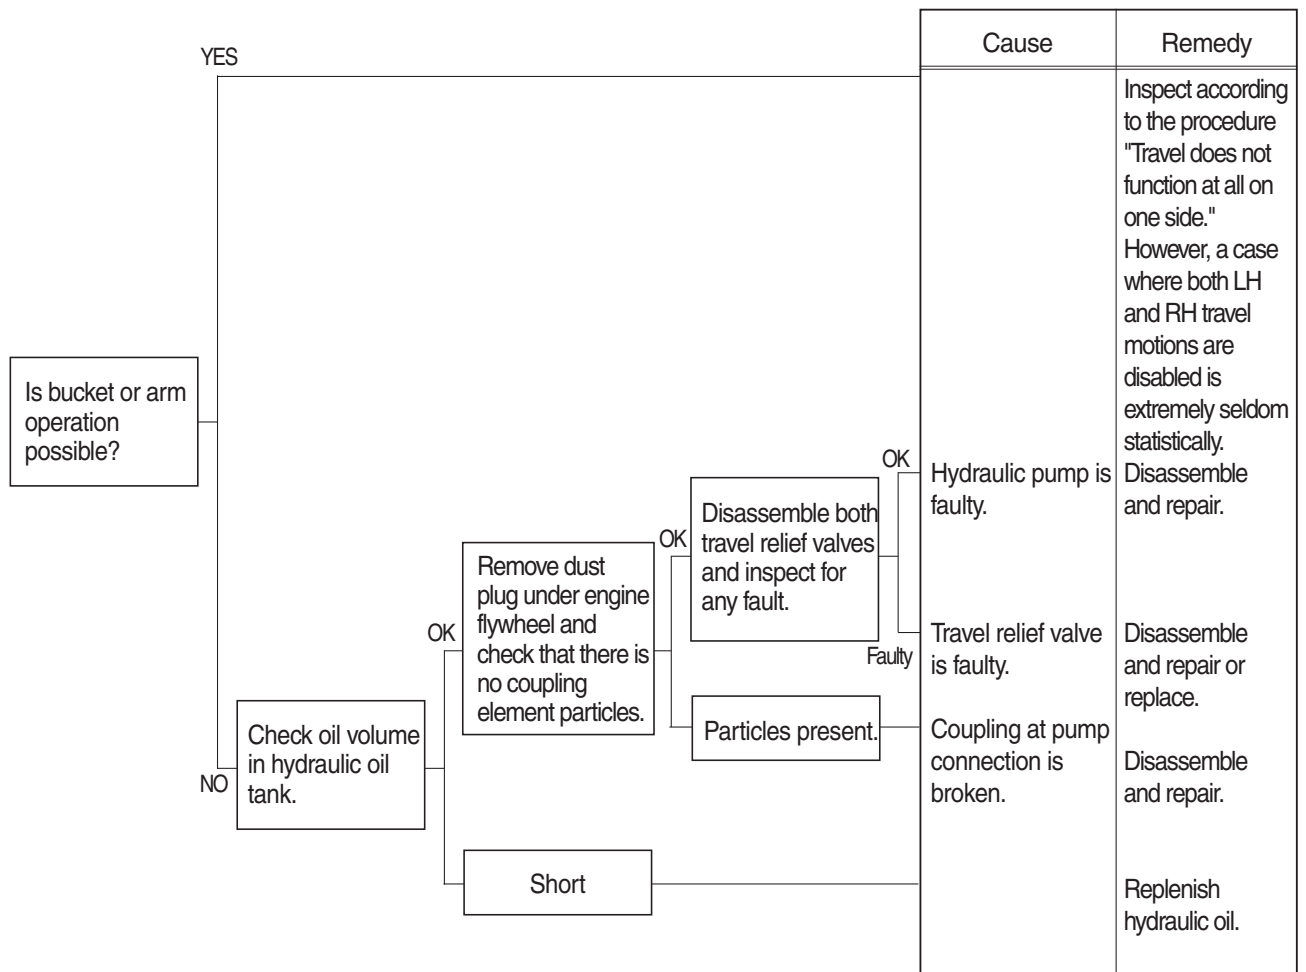 YES
Cause
Remedy
Inspect according
to the procedure
"Travel does not
function at all on
one side."
However, a case
where both LH
and RH travel
motions are
disabled is
extremely seldom
statistically.
Is bucket or arm
operation
possible?
NO
Check oil volume
in hydraulic oil
tank.
OK
Remove dust
plug under engine
flywheel and
check that there is
no coupling
element particles.
OK
Disassemble both
travel relief valves
and inspect for
any fault.
OK
Hydraulic pump is
faulty.
Disassemble
and repair.
Faulty
Travel relief valve
is faulty.
Disassemble
and repair or
replace.
Particles present.
Coupling at pump
connection is
broken.
Disassemble
and repair.
Short
Replenish
hydraulic oil.